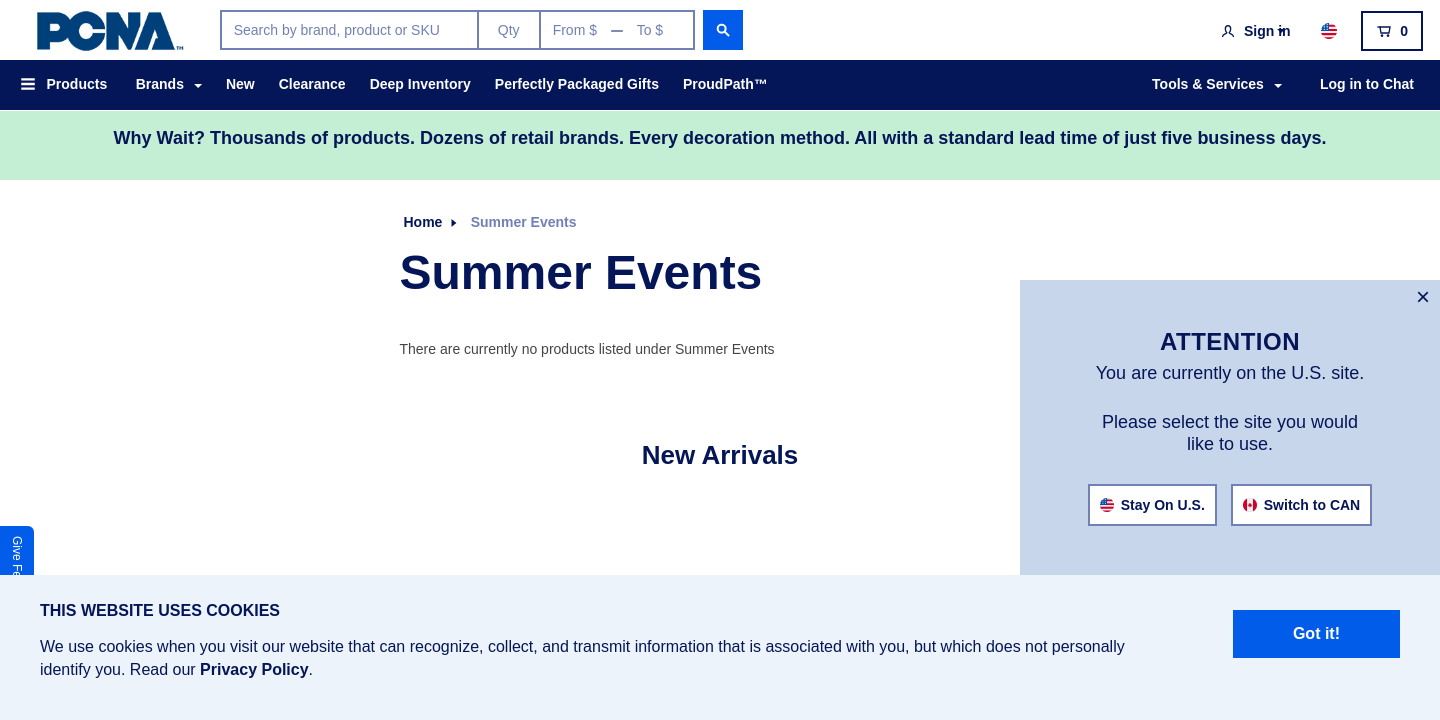 PCNA™
Search by brand, product or SKU
Qty
From $ — To $
Sign in
0
Products
Brands
New
Clearance
Deep Inventory
Perfectly Packaged Gifts
ProudPath™
Tools & Services
Log in to Chat
Why Wait? Thousands of products. Dozens of retail brands. Every decoration method. All with a standard lead time of just five business days.
Home
Summer Events
Summer Events
There are currently no products listed under Summer Events
New Arrivals
×
ATTENTION
You are currently on the U.S. site.
Please select the site you would
like to use.
Stay On U.S.
Switch to CAN
Give Fe
THIS WEBSITE USES COOKIES
We use cookies when you visit our website that can recognize, collect, and transmit information that is associated with you, but which does not personally
identify you. Read our Privacy Policy.
Got it!